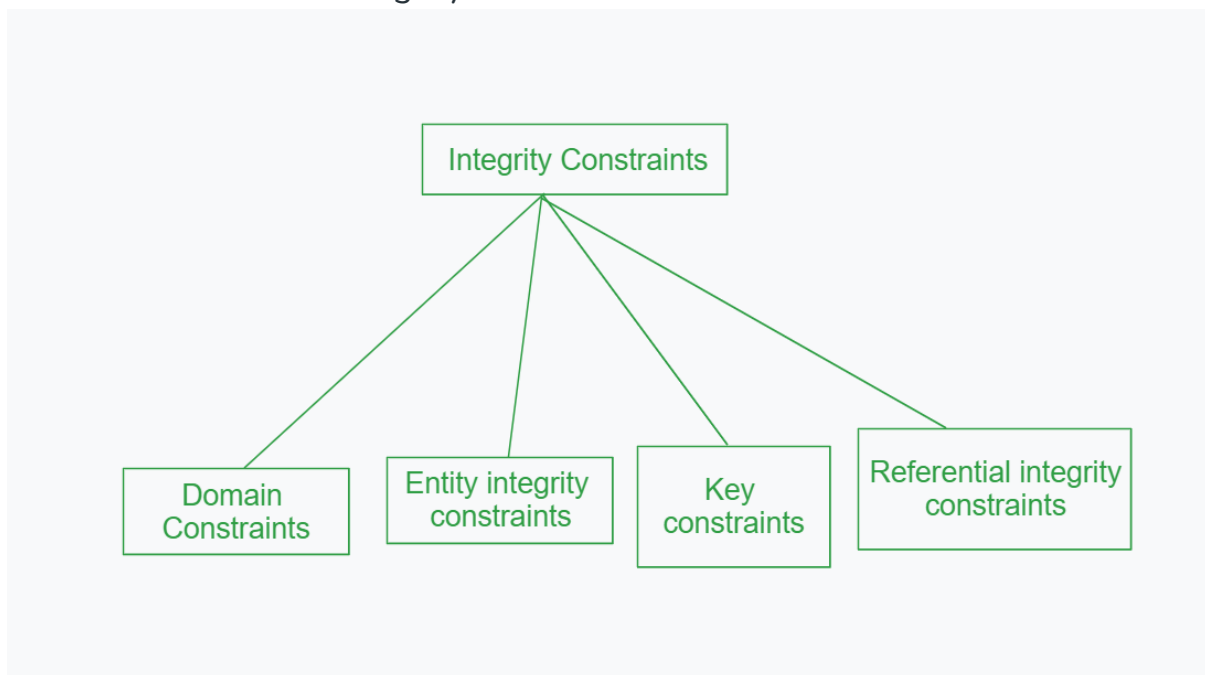 Integrity Constraints
Domain
Constraints
Entity integrity
constraints
Key
constraints
Referential integrity
constraints